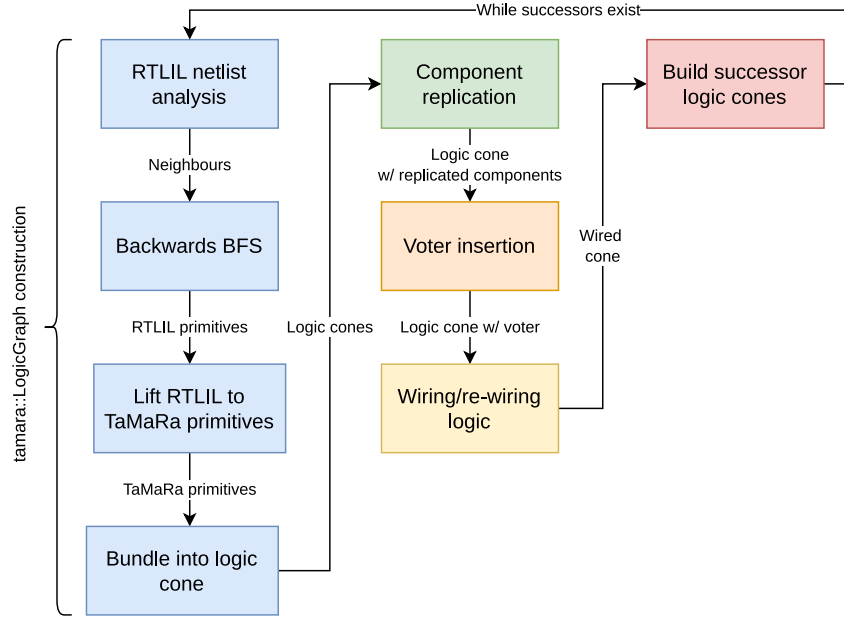 While successors exist
RTLIL netlist
analysis
Component
replication
Build successor
logic cones
Neighbours
Logic cone
w/ replicated components
Backwards BFS
Voter insertion
Wired
cone
tamara::LogicGraph construction
RTLIL primitives
Logic cones
Logic cone w/ voter
Lift RTLIL to
TaMaRa primitives
Wiring/re-wiring
logic
TaMaRa primitives
Bundle into logic
cone